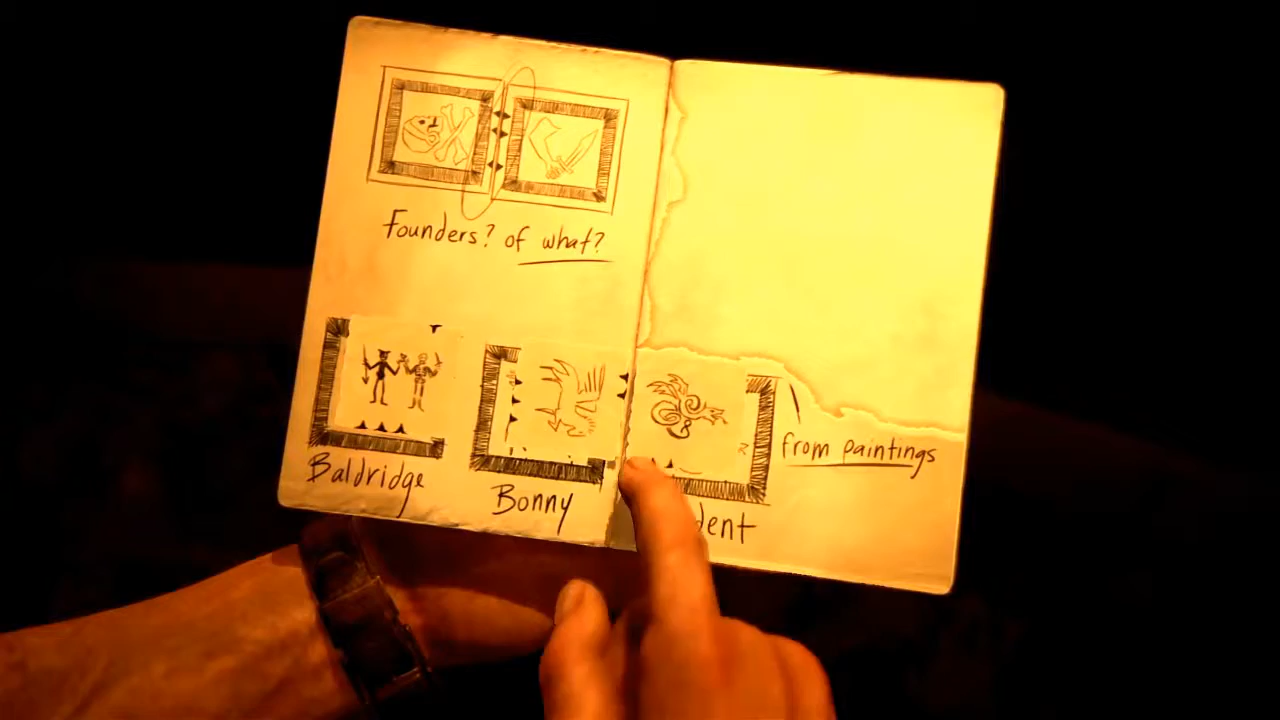 Founders? of what?
Baldridge
Bonny
dent
from paintings